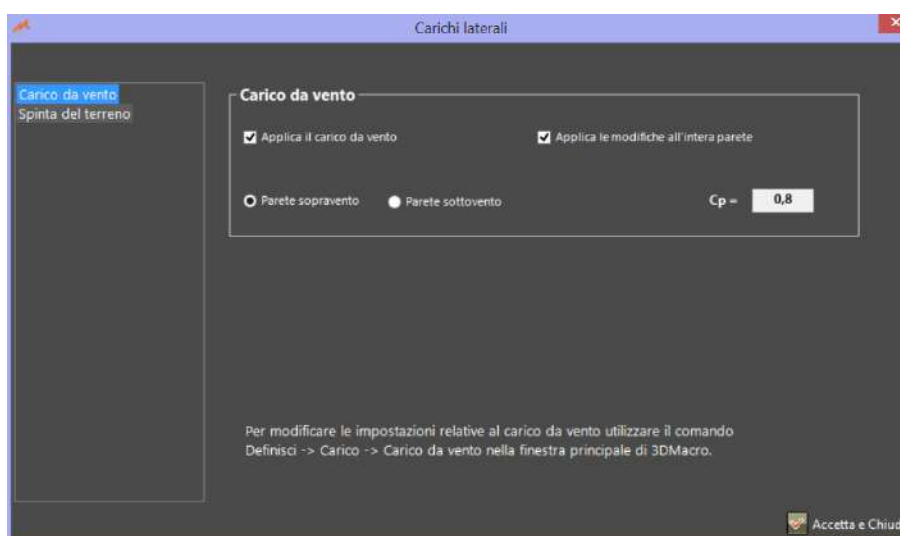 Carichi laterali
Carico da vento
Spinta del terreno
Carico da vento
Applica il carico da vento
Applica le modifiche all'intera parete
Parete sopravento
Parete sottovento
Cp =
0,8
Per modificare le impostazioni relative al carico da vento utilizzare il comando
Definisci -> Carico -> Carico da vento nella finestra principale di 3DMacro.
Accetta e Chiud